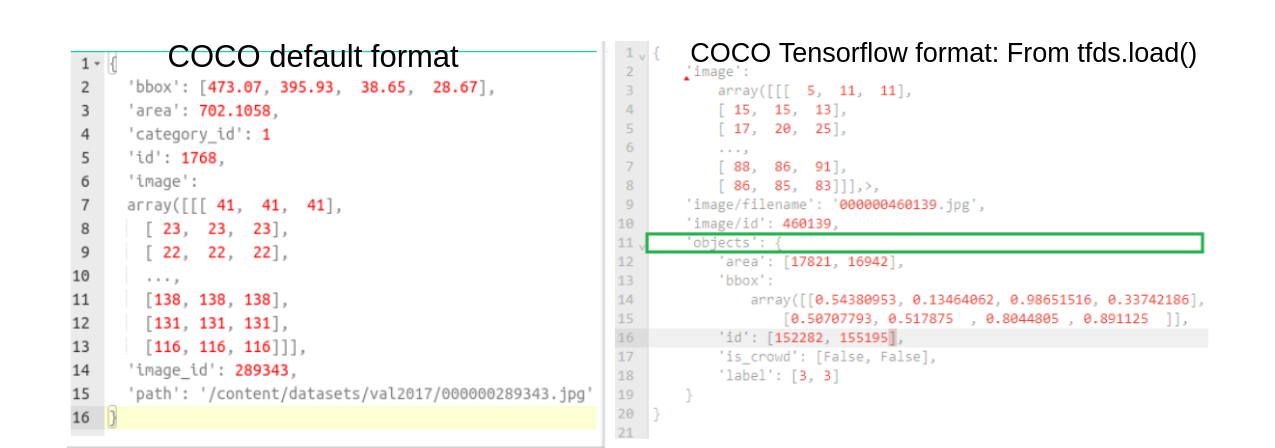 COCO default format
1 {
2 'bbox': [473.07, 395.93, 38.65, 28.67],
3 'area': 702.1058,
4 'category_id': 1
5 'id': 1768,
6 'image':
7 array([[[ 41, 41, 41],
8 [ 23, 23, 23],
9 [ 22, 22, 22],
10 ...,
11 [138, 138, 138],
12 [131, 131, 131],
13 [116, 116, 116]]],
14 'image_id': 289343,
15 'path': '/content/datasets/val2017/000000289343.jpg'
16 }
COCO Tensorflow format: From tfds.load()
1 {
2 'image':
3 array([[[ 5, 11, 11],
4 [ 15, 15, 13],
5 [ 17, 20, 25],
6 ...,
7 [ 88, 86, 91],
8 [ 86, 85, 83]]],>,
9 'image/filename': '000000460139.jpg',
10 'image/id': 460139,
11 'objects': {
12 'area': [17821, 16942],
13 'bbox':
14 array([[0.54380953, 0.13464062, 0.98651516, 0.33742186],
15 [0.50707793, 0.517875 , 0.8044805 , 0.891125 ]],
16 'id': [152282, 155195],
17 'is_crowd': [False, False],
18 'label': [3, 3]
19 }
20 }
21